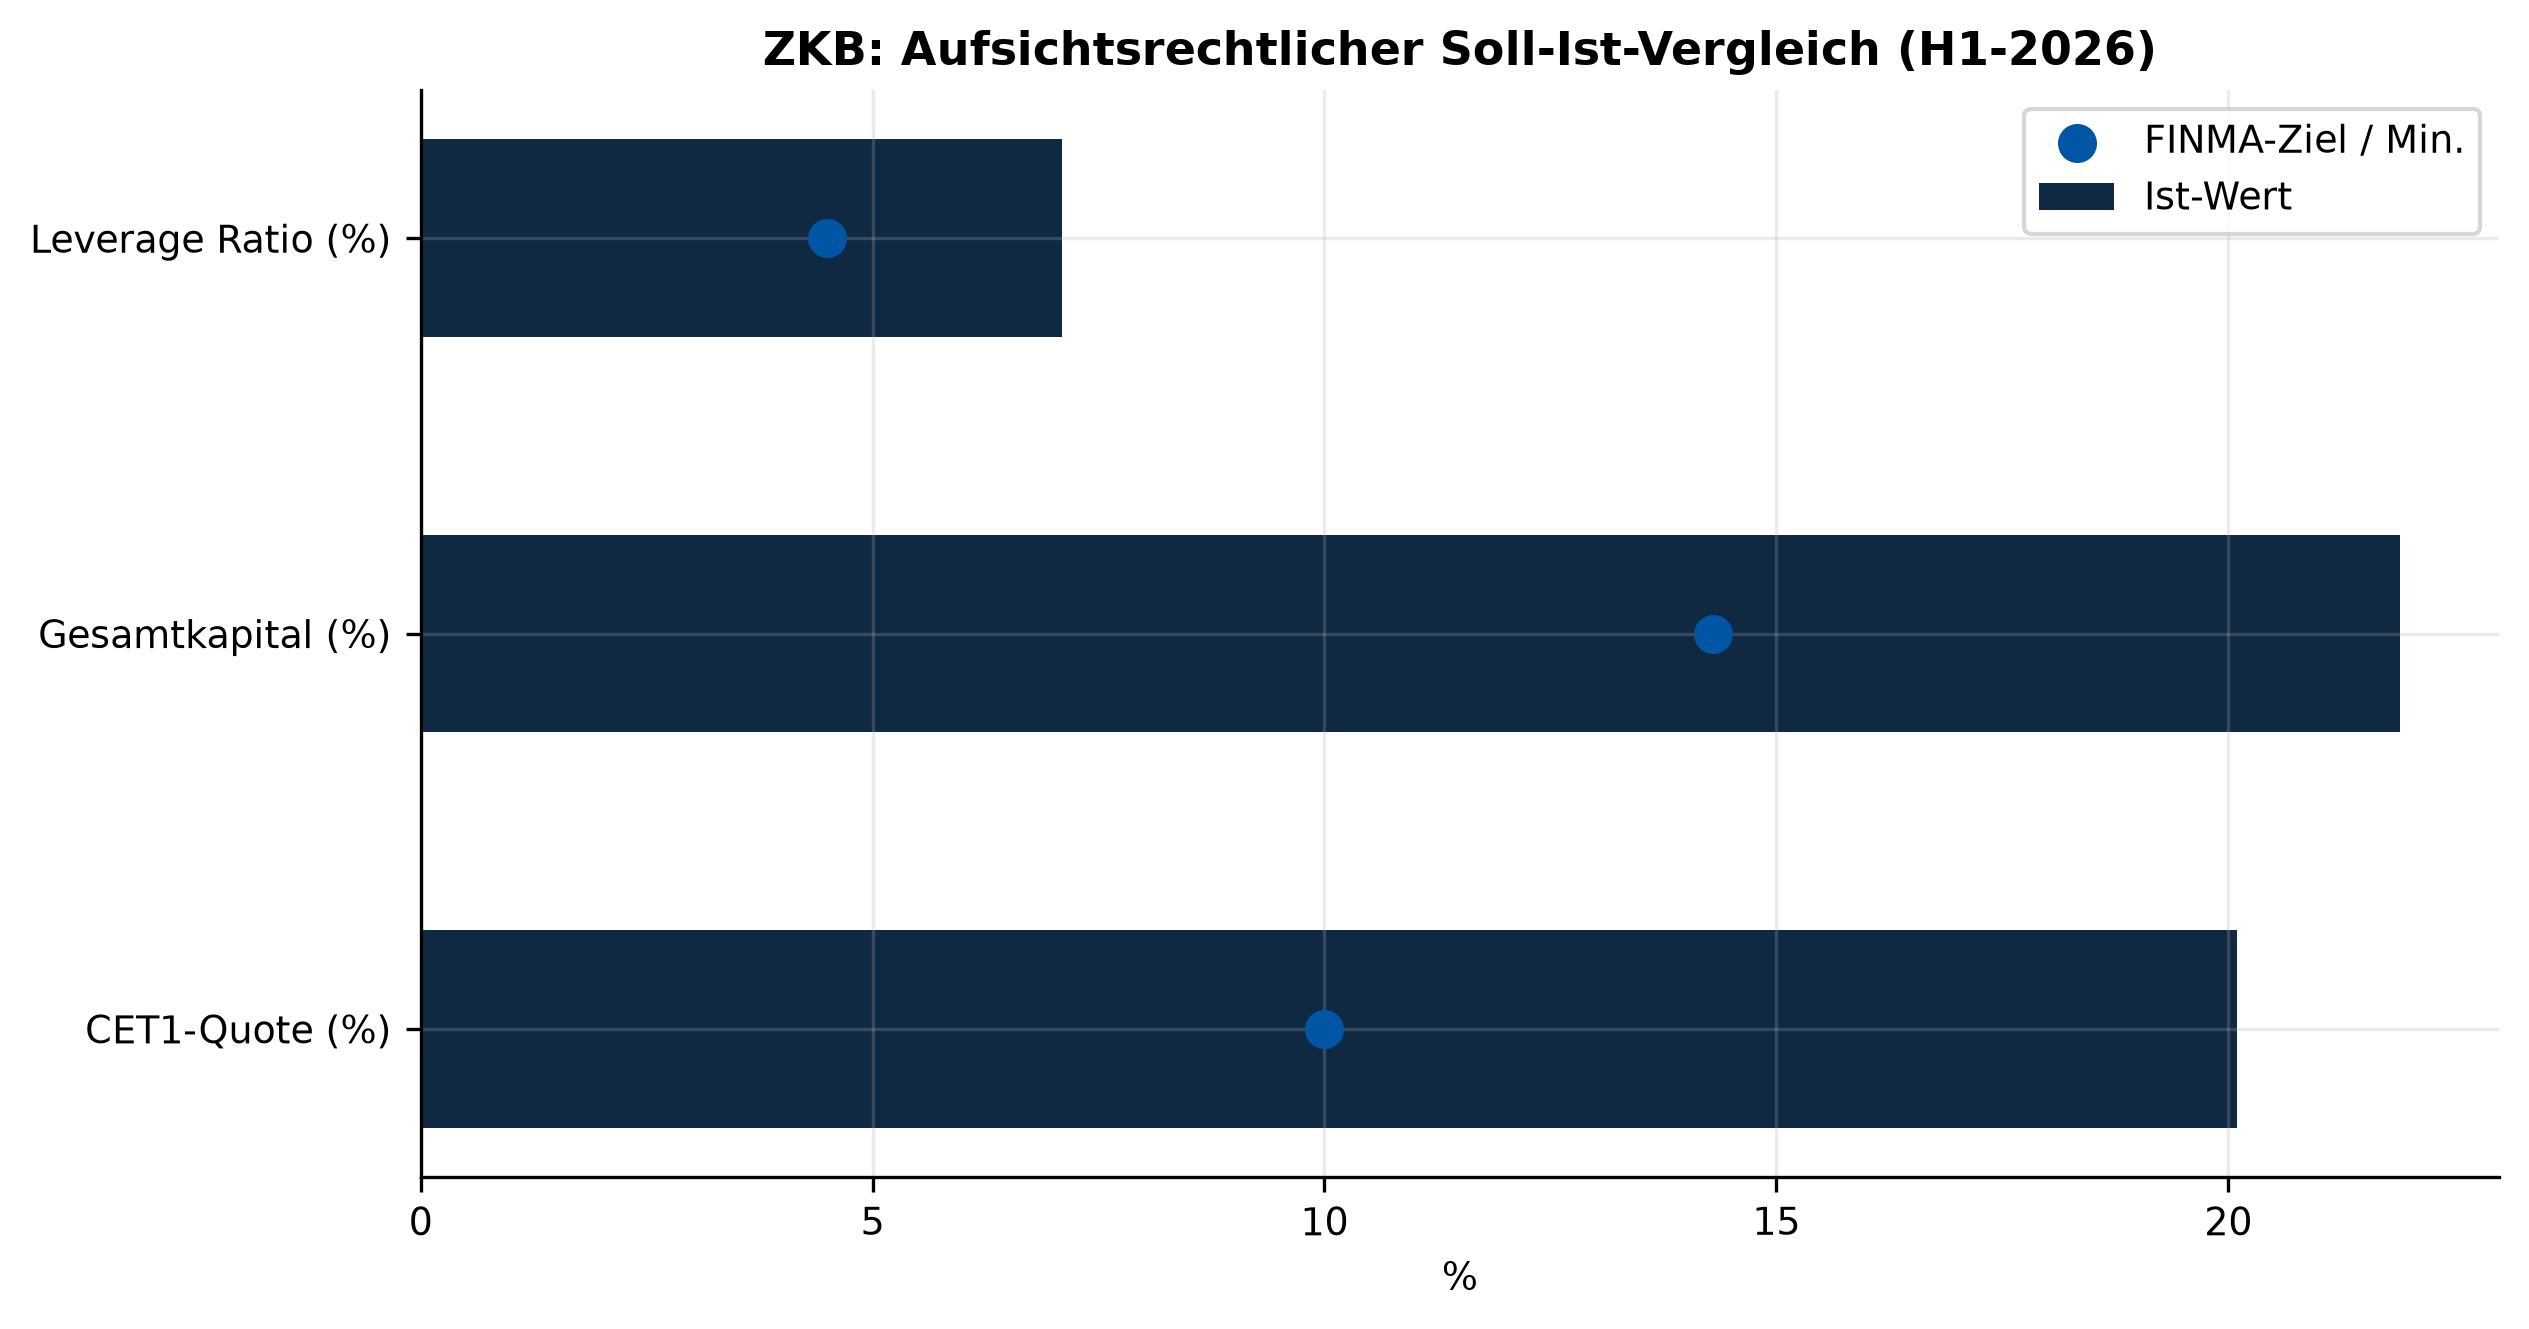 ZKB: Aufsichtsrechtlicher Soll-Ist-Vergleich (H1-2026)
FINMA-Ziel / Min.
Ist-Wert
Leverage Ratio (%)
Gesamtkapital (%)
CET1-Quote (%)
0 5 10 15 20
%